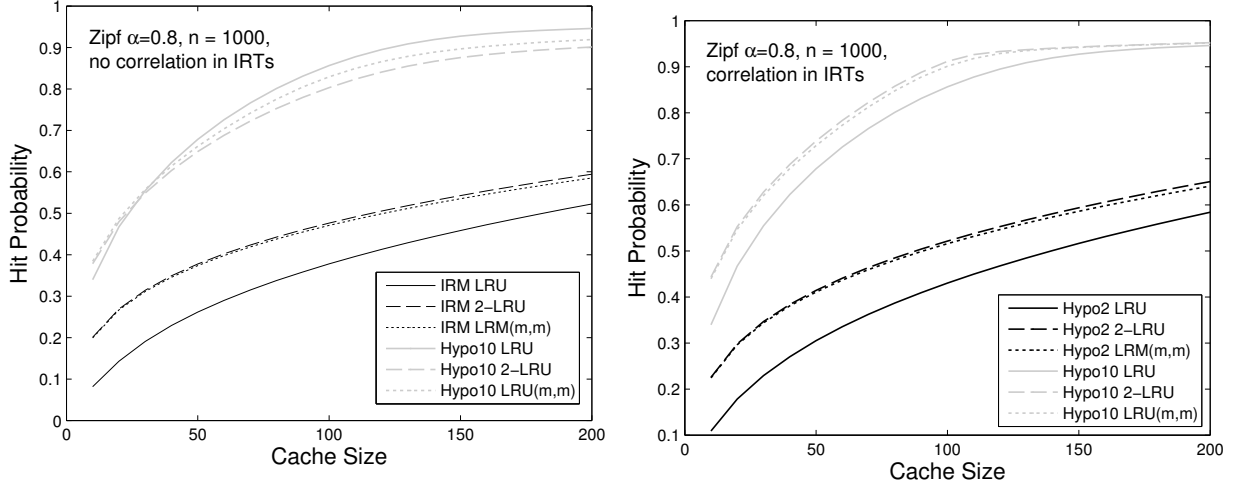 Zipf α=0.8, n = 1000,
no correlation in IRTs
Hit Probability
1
0.9
0.8
0.7
0.6
0.5
0.4
0.3
0.2
0.1
0
IRM LRU
IRM 2−LRU
IRM LRM(m,m)
Hypo10 LRU
Hypo10 2−LRU
Hypo10 LRU(m,m)
0 50 100 150 200
Cache Size
Zipf α=0.8, n = 1000,
correlation in IRTs
Hit Probability
1
0.9
0.8
0.7
0.6
0.5
0.4
0.3
0.2
0.1
Hypo2 LRU
Hypo2 2−LRU
Hypo2 LRM(m,m)
Hypo10 LRU
Hypo10 2−LRU
Hypo10 LRU(m,m)
0 50 100 150 200
Cache Size